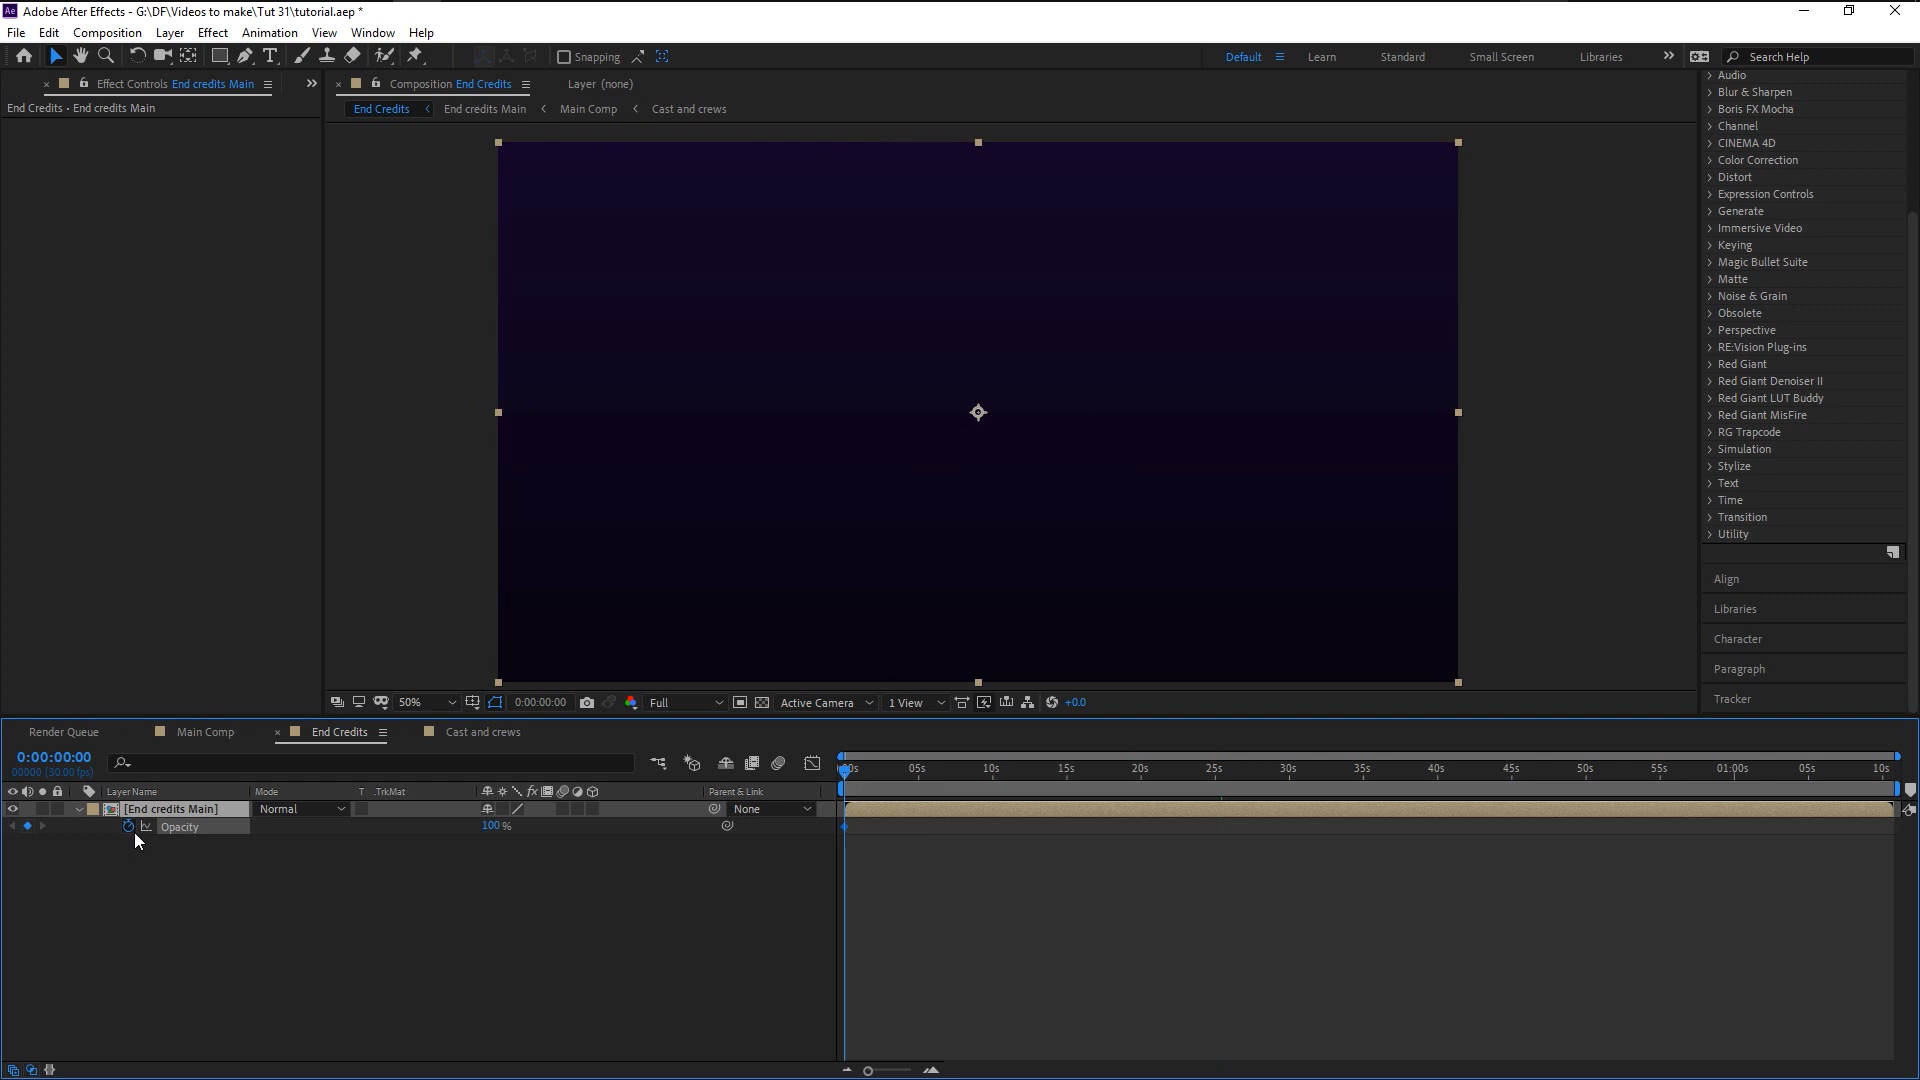 Adobe After Effects - G:\DF\Videos to make\Tut 31\tutorial.aep *
File Edit Composition Layer Effect Animation View Window Help
Snapping Default Learn Standard Small Screen Libraries Search Help
Effect Controls End credits Main
End Credits • End credits Main
Composition End Credits Layer (none)
End Credits End credits Main Main Comp Cast and crews
Audio
Blur & Sharpen
Boris FX Mocha
Channel
CINEMA 4D
Color Correction
Distort
Expression Controls
Generate
Immersive Video
Keying
Magic Bullet Suite
Matte
Noise & Grain
Obsolete
Perspective
RE:Vision Plug-ins
Red Giant
Red Giant Denoiser II
Red Giant LUT Buddy
Red Giant MisFire
RG Trapcode
Simulation
Stylize
Text
Time
Transition
Utility
Align
Libraries
Character
Paragraph
Tracker
50% 0:00:00:00 Full Active Camera 1 View +0.0
Render Queue Main Comp End Credits Cast and crews
0:00:00:00
00000 (30.00 fps)
05s 10s 15s 20s 25s 30s 35s 40s 45s 50s 55s 01:00s 05s 10s
Layer Name Mode T .TrkMat Parent & Link
[End credits Main] Normal None
Opacity 100 %